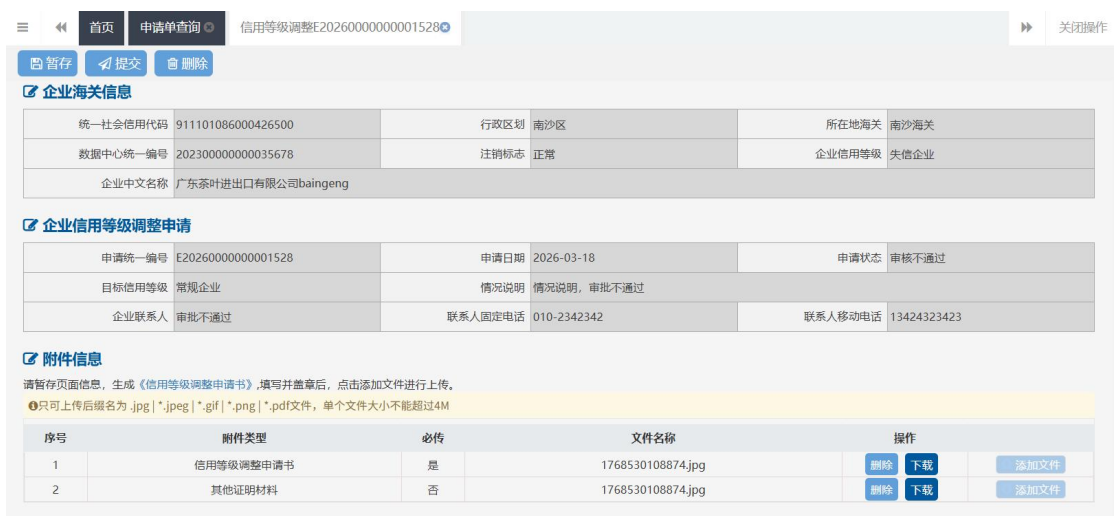 首页 申请单查询 信用等级调整E20260000000001528 关闭操作
暂存 提交 删除
企业海关信息
统一社会信用代码 911101086000426500 行政区划 南沙区 所在地海关 南沙海关
数据中心统一编号 202300000000035678 注销标志 正常 企业信用等级 失信企业
企业中文名称 广东茶叶进出口有限公司baingeng
企业信用等级调整申请
申请统一编号 E20260000000001528 申请日期 2026-03-18 申请状态 审核不通过
目标信用等级 常规企业 情况说明 情况说明，审批不通过
企业联系人 审批不通过 联系人固定电话 010-2342342 联系人移动电话 13424323423
附件信息
请暂存页面信息，生成《信用等级调整申请书》,填写并盖章后，点击添加文件进行上传。
只可上传后缀名为 .jpg | *.jpeg | *.gif | *.png | *.pdf文件，单个文件大小不能超过4M
序号 附件类型 必传 文件名称 操作
1 信用等级调整申请书 是 1768530108874.jpg 删除 下载 添加文件
2 其他证明材料 否 1768530108874.jpg 删除 下载 添加文件